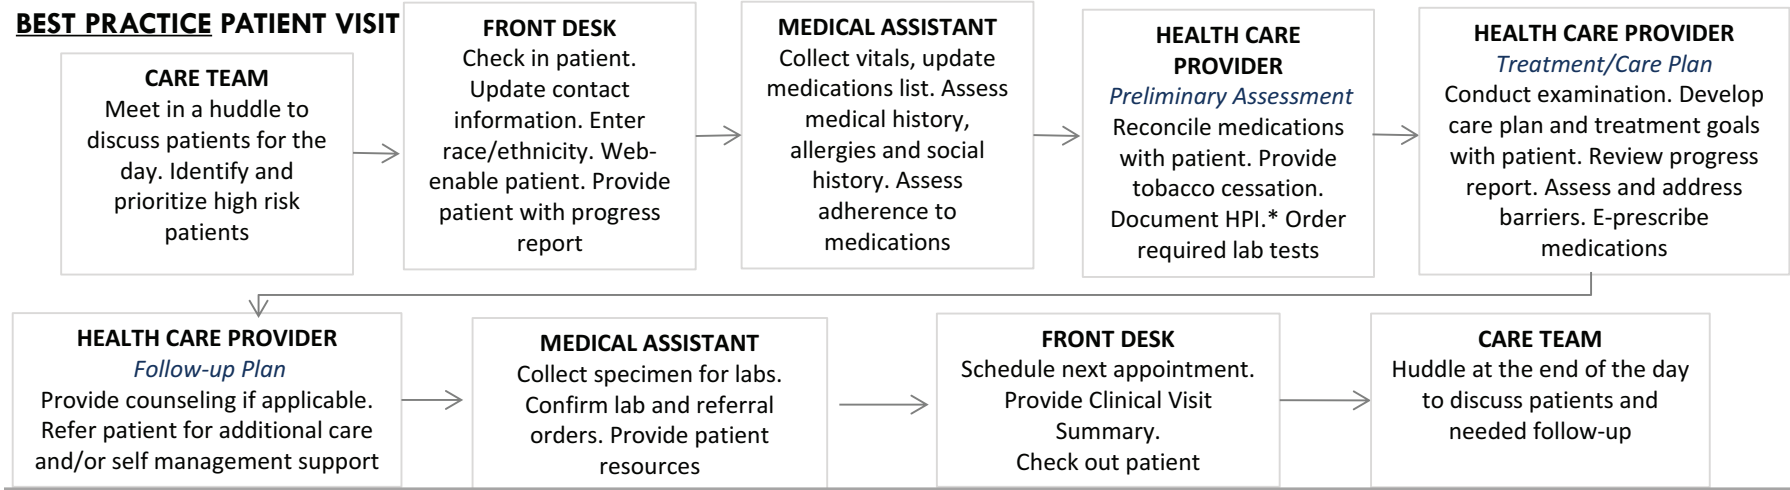 BEST PRACTICE PATIENT VISIT
CARE TEAM
Meet in a huddle to
discuss patients for the
day. Identify and
prioritize high risk
patients
FRONT DESK
Check in patient.
Update contact
information. Enter
race/ethnicity. Web-
enable patient. Provide
patient with progress
report
MEDICAL ASSISTANT
Collect vitals, update
medications list. Assess
medical history,
allergies and social
history. Assess
adherence to
medications
HEALTH CARE
PROVIDER
Preliminary Assessment
Reconcile medications
with patient. Provide
tobacco cessation.
Document HPI.* Order
required lab tests
HEALTH CARE PROVIDER
Treatment/Care Plan
Conduct examination. Develop
care plan and treatment goals
with patient. Review progress
report. Assess and address
barriers. E-prescribe
medications
HEALTH CARE PROVIDER
Follow-up Plan
Provide counseling if applicable.
Refer patient for additional care
and/or self management support
MEDICAL ASSISTANT
Collect specimen for labs.
Confirm lab and referral
orders. Provide patient
resources
FRONT DESK
Schedule next appointment.
Provide Clinical Visit
Summary.
Check out patient
CARE TEAM
Huddle at the end of the day
to discuss patients and
needed follow-up